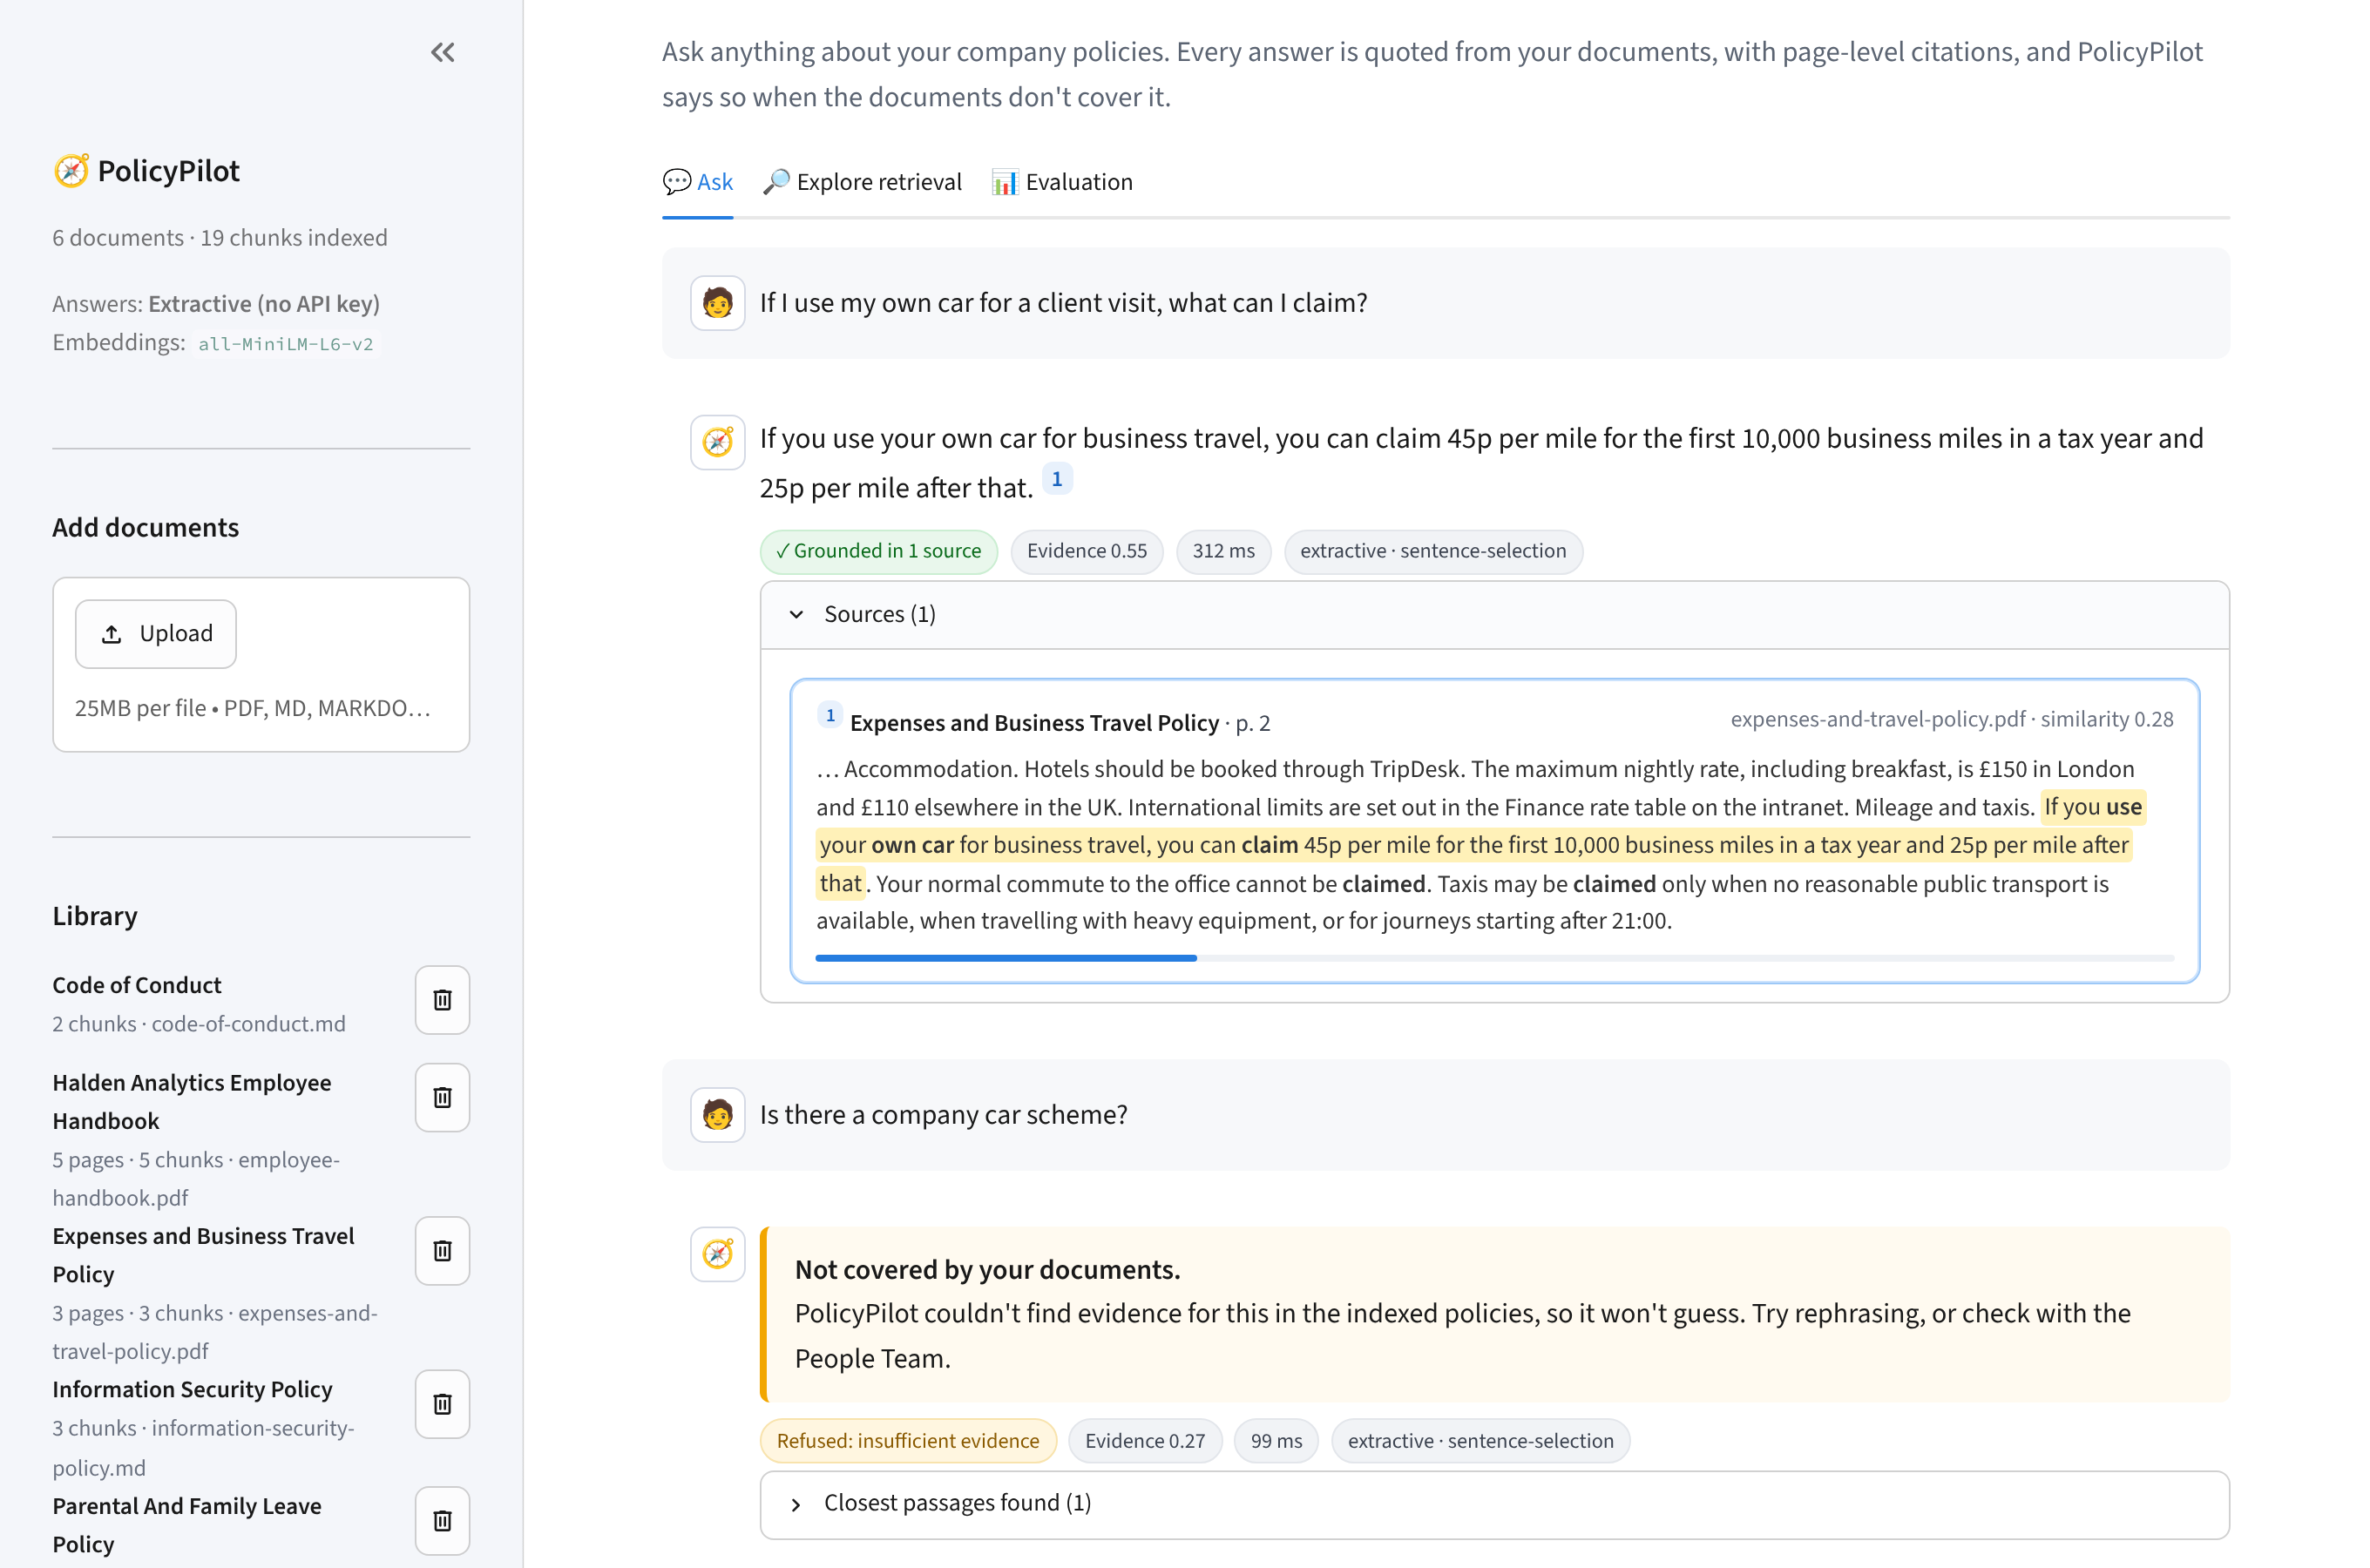 PolicyPilot
6 documents · 19 chunks indexed
Answers: Extractive (no API key)
Embeddings: all-MiniLM-L6-v2
Add documents
Upload
25MB per file • PDF, MD, MARKDO…
Library
Code of Conduct
2 chunks · code-of-conduct.md
Halden Analytics Employee
Handbook
5 pages · 5 chunks · employee-
handbook.pdf
Expenses and Business Travel
Policy
3 pages · 3 chunks · expenses-and-
travel-policy.pdf
Information Security Policy
3 chunks · information-security-
policy.md
Parental And Family Leave
Policy
Ask anything about your company policies. Every answer is quoted from your documents, with page-level citations, and PolicyPilot
says so when the documents don't cover it.
Ask
Explore retrieval
Evaluation
If I use my own car for a client visit, what can I claim?
If you use your own car for business travel, you can claim 45p per mile for the first 10,000 business miles in a tax year and
25p per mile after that. 1
✓ Grounded in 1 source
Evidence 0.55
312 ms
extractive · sentence-selection
Sources (1)
1 Expenses and Business Travel Policy · p. 2
expenses-and-travel-policy.pdf · similarity 0.28
… Accommodation. Hotels should be booked through TripDesk. The maximum nightly rate, including breakfast, is £150 in London
and £110 elsewhere in the UK. International limits are set out in the Finance rate table on the intranet. Mileage and taxis. If you use
your own car for business travel, you can claim 45p per mile for the first 10,000 business miles in a tax year and 25p per mile after
that. Your normal commute to the office cannot be claimed. Taxis may be claimed only when no reasonable public transport is
available, when travelling with heavy equipment, or for journeys starting after 21:00.
Is there a company car scheme?
Not covered by your documents.
PolicyPilot couldn't find evidence for this in the indexed policies, so it won't guess. Try rephrasing, or check with the
People Team.
Refused: insufficient evidence
Evidence 0.27
99 ms
extractive · sentence-selection
Closest passages found (1)